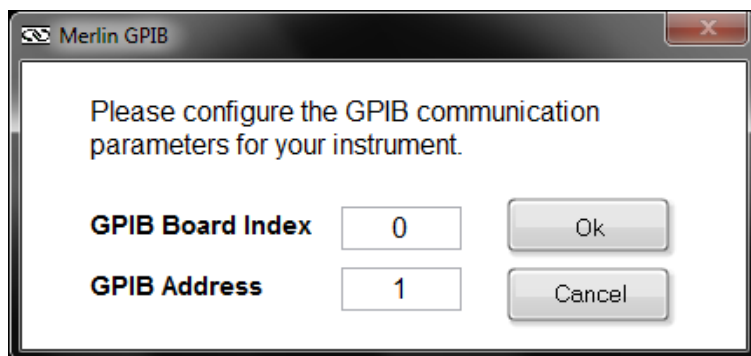 Merlin GPIB
Please configure the GPIB communication
parameters for your instrument.
GPIB Board Index 0 Ok
GPIB Address 1 Cancel